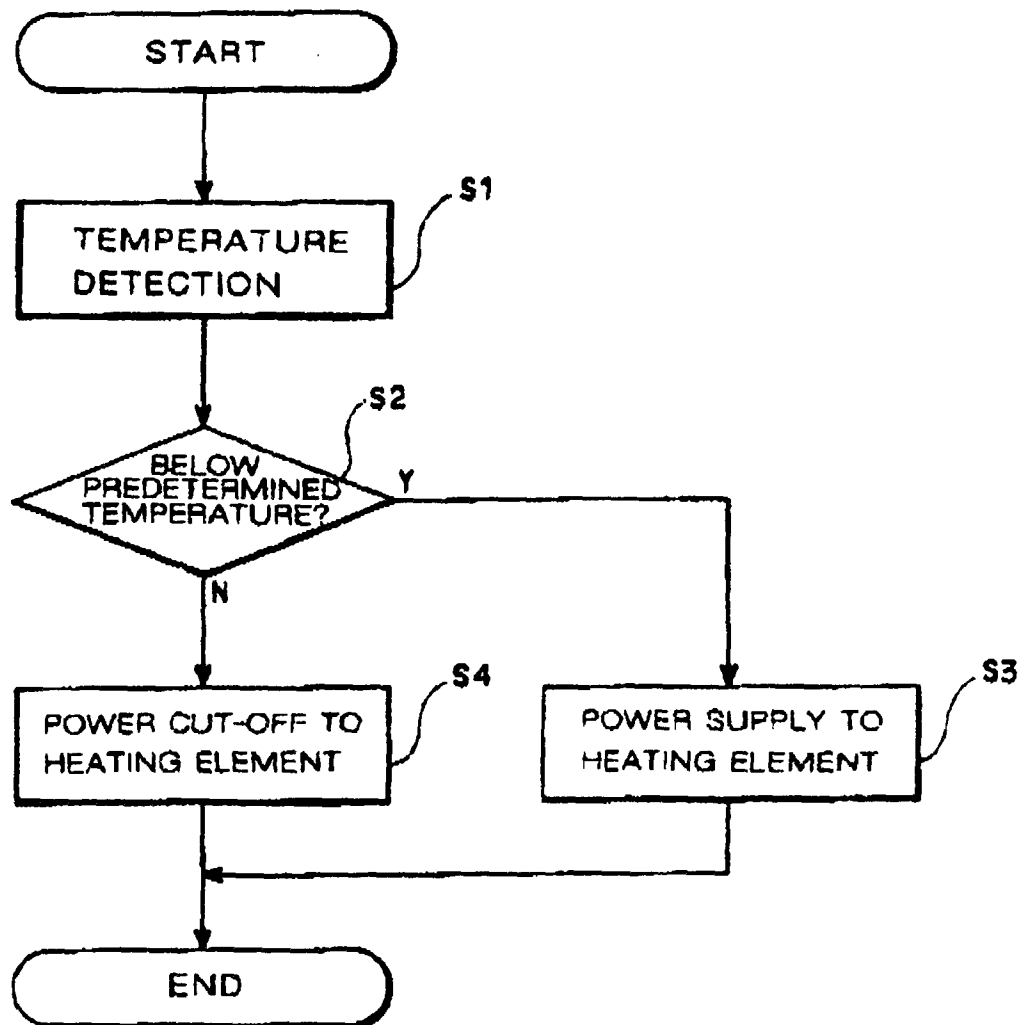 START
S1
TEMPERATURE
DETECTION
S2
BELOW
PREDETERMINED
TEMPERATURE?
Y
N
S4
POWER CUT-OFF TO
HEATING ELEMENT
S3
POWER SUPPLY TO
HEATING ELEMENT
END